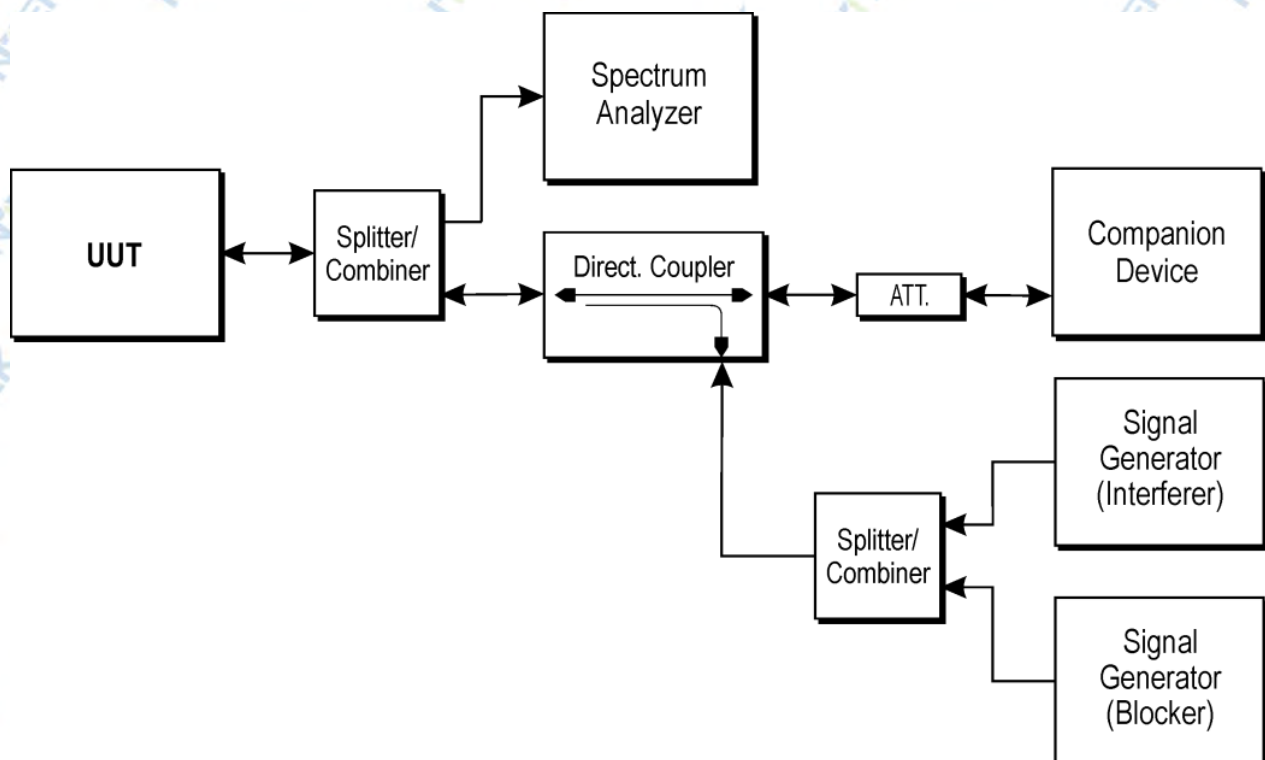 Spectrum
Analyzer
UUT
Splitter/
Combiner
Direct. Coupler
ATT.
Companion
Device
Signal
Generator
(Interferer)
Splitter/
Combiner
Signal
Generator
(Blocker)